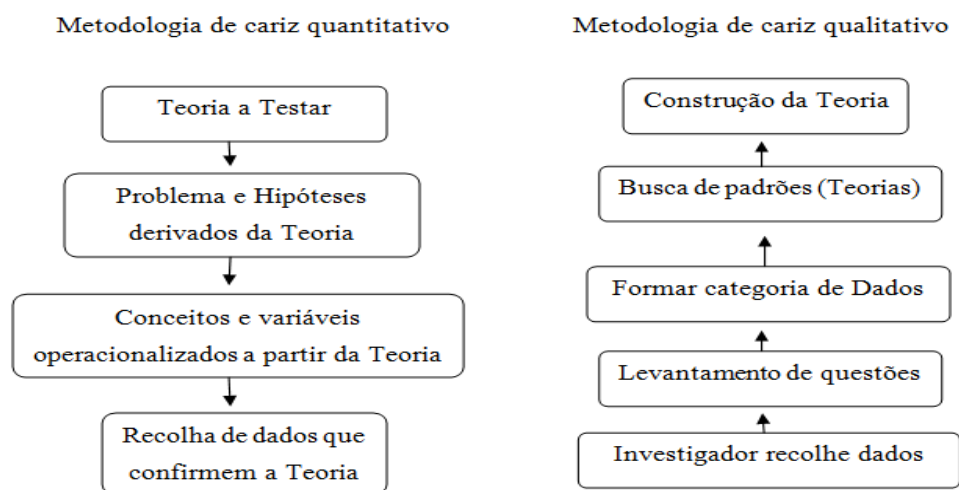 Metodologia de cariz quantitativo
Teoria a Testar
Problema e Hipóteses
derivados da Teoria
Conceitos e variáveis
operacionalizados a partir da Teoria
Recolha de dados que
confirmem a Teoria
Metodologia de cariz qualitativo
Construção da Teoria
Busca de padrões (Teorias)
Formar categoria de Dados
Levantamento de questões
Investigador recolhe dados